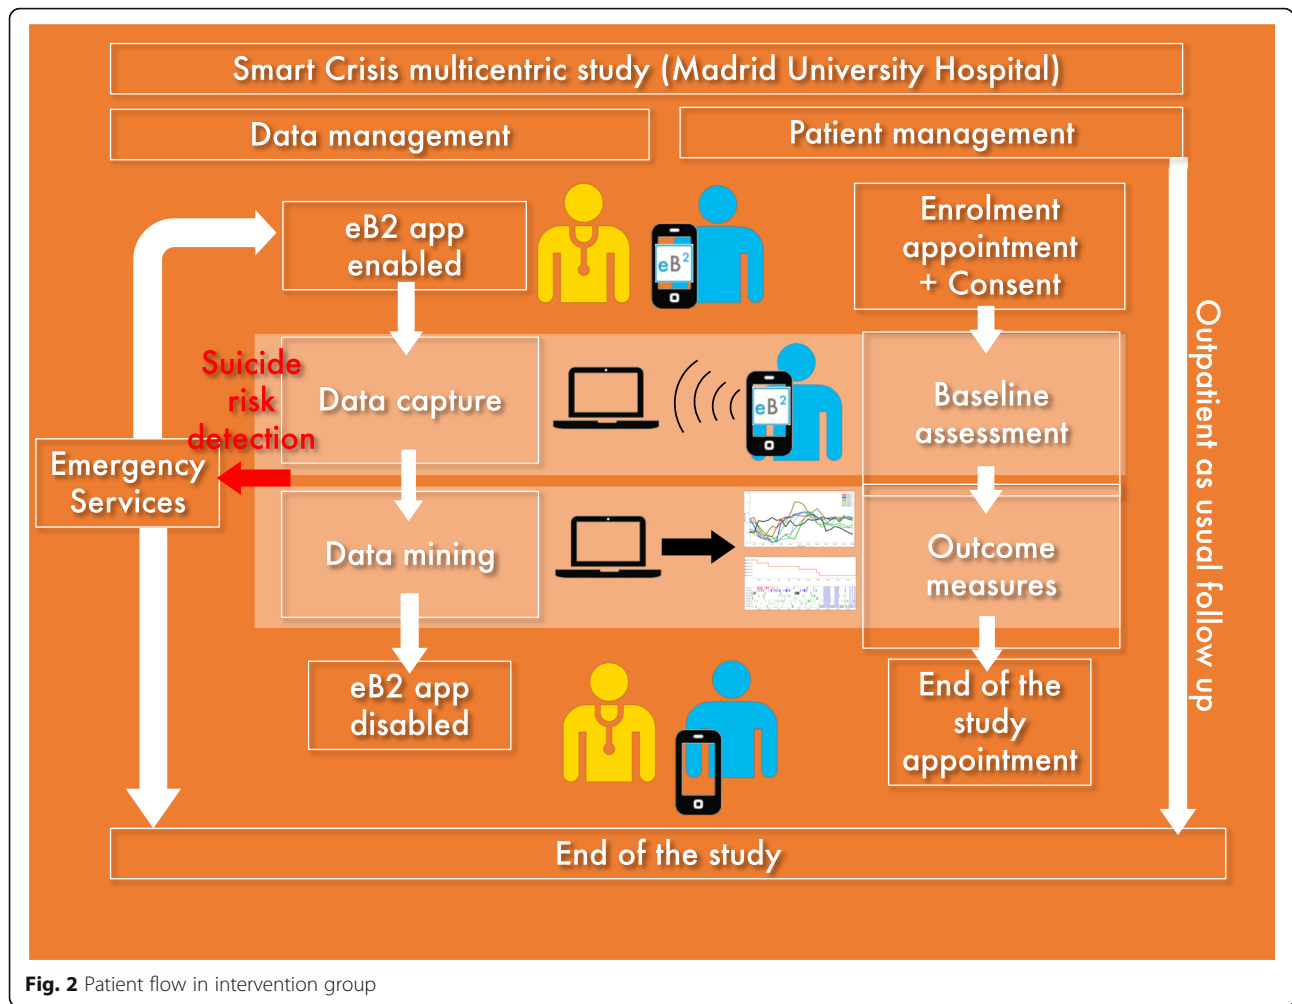 Smart Crisis multicentric study (Madrid University Hospital)
Data management
Patient management
eB2 app
enabled
eB²
Enrolment
appointment
+ Consent
Suicide
risk
detection
Data capture
eB²
Baseline
assessment
Emergency
Services
Data mining
Outcome
measures
Outpatient as usual follow up
eB2 app
disabled
End of the
study
appointment
End of the study
Fig. 2 Patient flow in intervention group